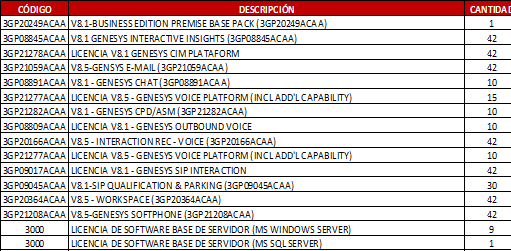 CÓDIGO DESCRIPCIÓN CANTIDAD
3GP20249ACAA V8.1-BUSINESS EDITION PREMISE BASE PACK (3GP20249ACAA) 1
3GP08845ACAA V8.1 GENESYS INTERACTIVE INSIGHTS (3GP08845ACAA) 42
3GP21278ACAA LICENCIA V8.1 GENESYS CIM PLATAFORM 42
3GP21059ACAA V8.5-GENSYS E-MAIL (3GP21059ACAA) 42
3GP08891ACAA V8.1 - GENESYS CHAT (3GP08891ACAA) 10
3GP21277ACAA LICENCIA V8.5 - GENESYS VOICE PLATFORM (INCL ADD'L CAPABILITY) 15
3GP21282ACAA V8.1 - GENESYS CPD/ASM (3GP21282ACAA) 10
3GP08809ACAA LICENCIA V8.1 - GENESYS OUTBOUND VOICE 10
3GP20166ACAA V8.5 - INTERACTION REC - VOICE (3GP20166ACAA) 42
3GP21277ACAA LICENCIA V8.5 - GENESYS VOICE PLATFORM (INCL ADD'L CAPABILITY) 10
3GP09017ACAA LICENCIA V8.1 - GENESYS SIP INTERACTION 42
3GP09045ACAA V8.1-SIP QUALIFICATION & PARKING (3GP09045ACAA) 30
3GP20364ACAA V8.5 - WORKSPACE (3GP20364ACAA) 42
3GP21208ACAA V8.5-GENESYS SOFTPHONE (3GP21208ACAA) 42
3000 LICENCIA DE SOFTWARE BASE DE SERVIDOR (MS WINDOWS SERVER) 9
3000 LICENCIA DE SOFTWARE BASE DE SERVIDOR (MS SQL SERVER) 1